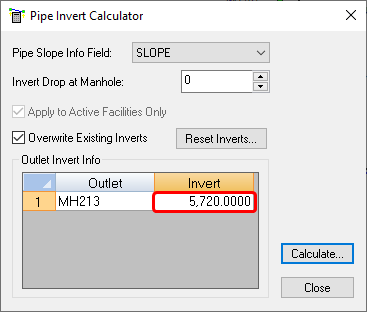 Pipe Invert Calculator
Pipe Slope Info Field: SLOPE
Invert Drop at Manhole: 0
Apply to Active Facilities Only
Overwrite Existing Inverts Reset Inverts...
Outlet Invert Info
Outlet Invert
1 MH213 5,720.0000
Calculate...
Close